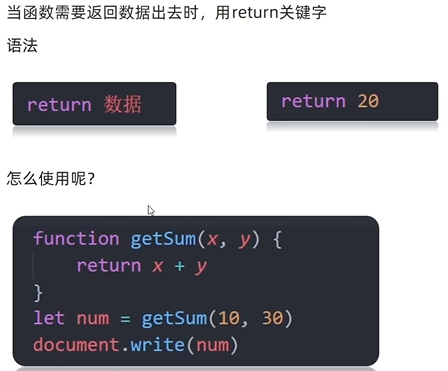 当函数需要返回数据出去时，用return关键字
语法
return 数据
return 20
怎么使用呢？
function getSum(x, y) {
    return x + y
}
let num = getSum(10, 30)
document.write(num)